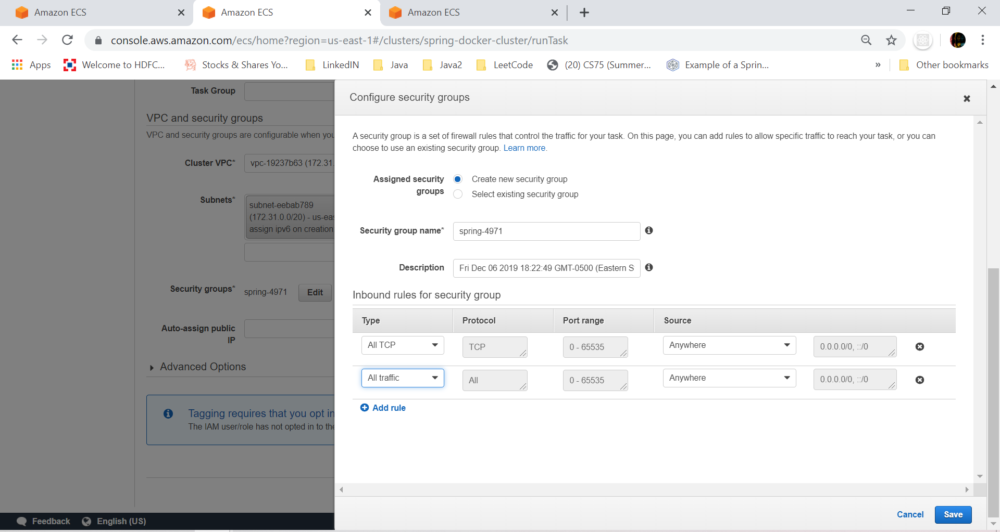 Amazon ECS
Amazon ECS
Amazon ECS
console.aws.amazon.com/ecs/home?region=us-east-1#/clusters/spring-docker-cluster/runTask
Apps
Welcome to HDFC...
Stocks & Shares Yo...
LinkedIN
Java
Java2
LeetCode
(20) CS75 (Summer...
Example of a Sprin...
»
Other bookmarks
Task Group
VPC and security groups
VPC and security groups are configurable when you
Cluster VPC*
vpc-19237b63 (172.31.
Subnets*
subnet-eebab789
(172.31.0.0/20) - us-eas
assign ipv6 on creation
Security groups*
spring-4971
Edit
Auto-assign public
IP
Advanced Options
Tagging requires that you opt in
The IAM user/role has not opted in to the
Feedback
English (US)
Configure security groups
A security group is a set of firewall rules that control the traffic for your task. On this page, you can add rules to allow specific traffic to reach your task, or you can
choose to use an existing security group. Learn more.
Assigned security
groups
Create new security group
Select existing security group
Security group name*
spring-4971
Description
Fri Dec 06 2019 18:22:49 GMT-0500 (Eastern S
Inbound rules for security group
Type Protocol Port range Source
All TCP TCP 0 - 65535 Anywhere 0.0.0.0/0, ::/0
All traffic All 0 - 65535 Anywhere 0.0.0.0/0, ::/0
Add rule
Cancel
Save